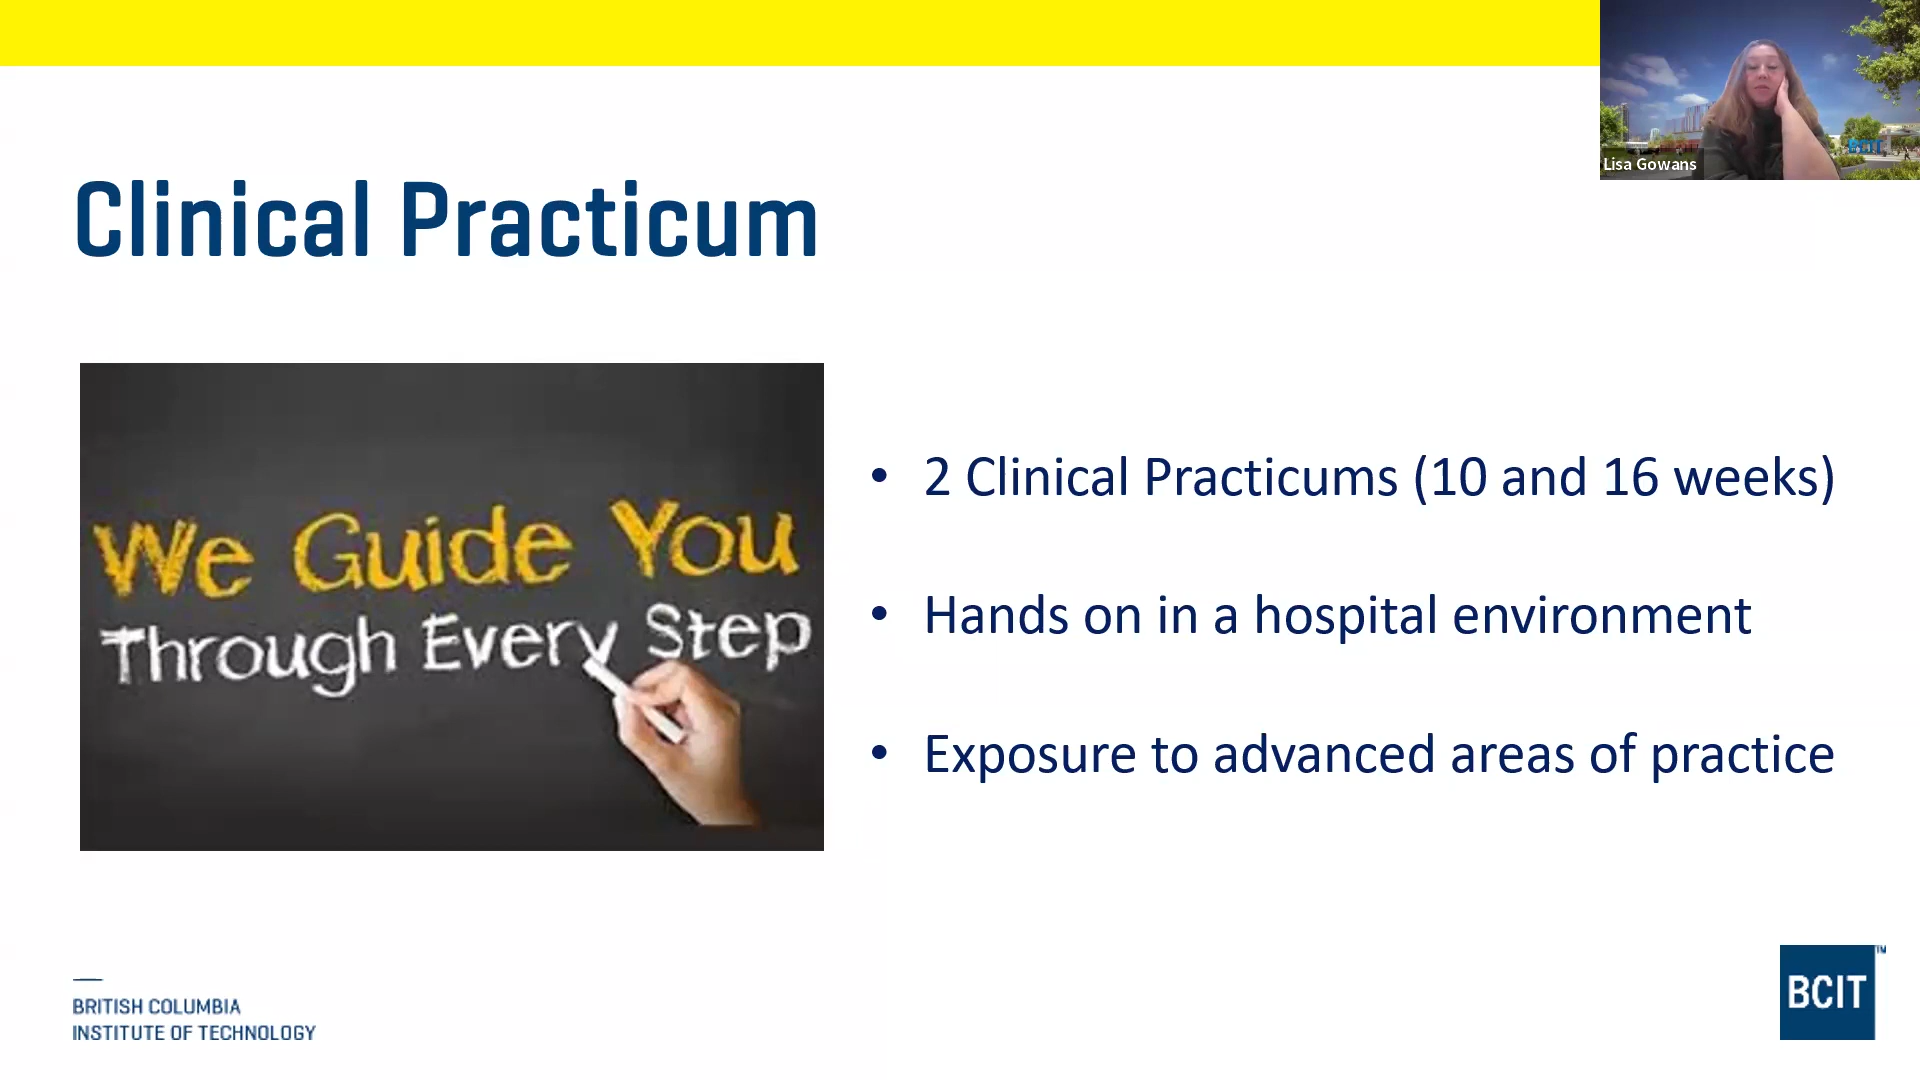 Lisa Gowans
Clinical Practicum
We Guide You
Through Every Step
• 2 Clinical Practicums (10 and 16 weeks)
• Hands on in a hospital environment
• Exposure to advanced areas of practice
BRITISH COLUMBIA
INSTITUTE OF TECHNOLOGY
BCIT™
BCIT